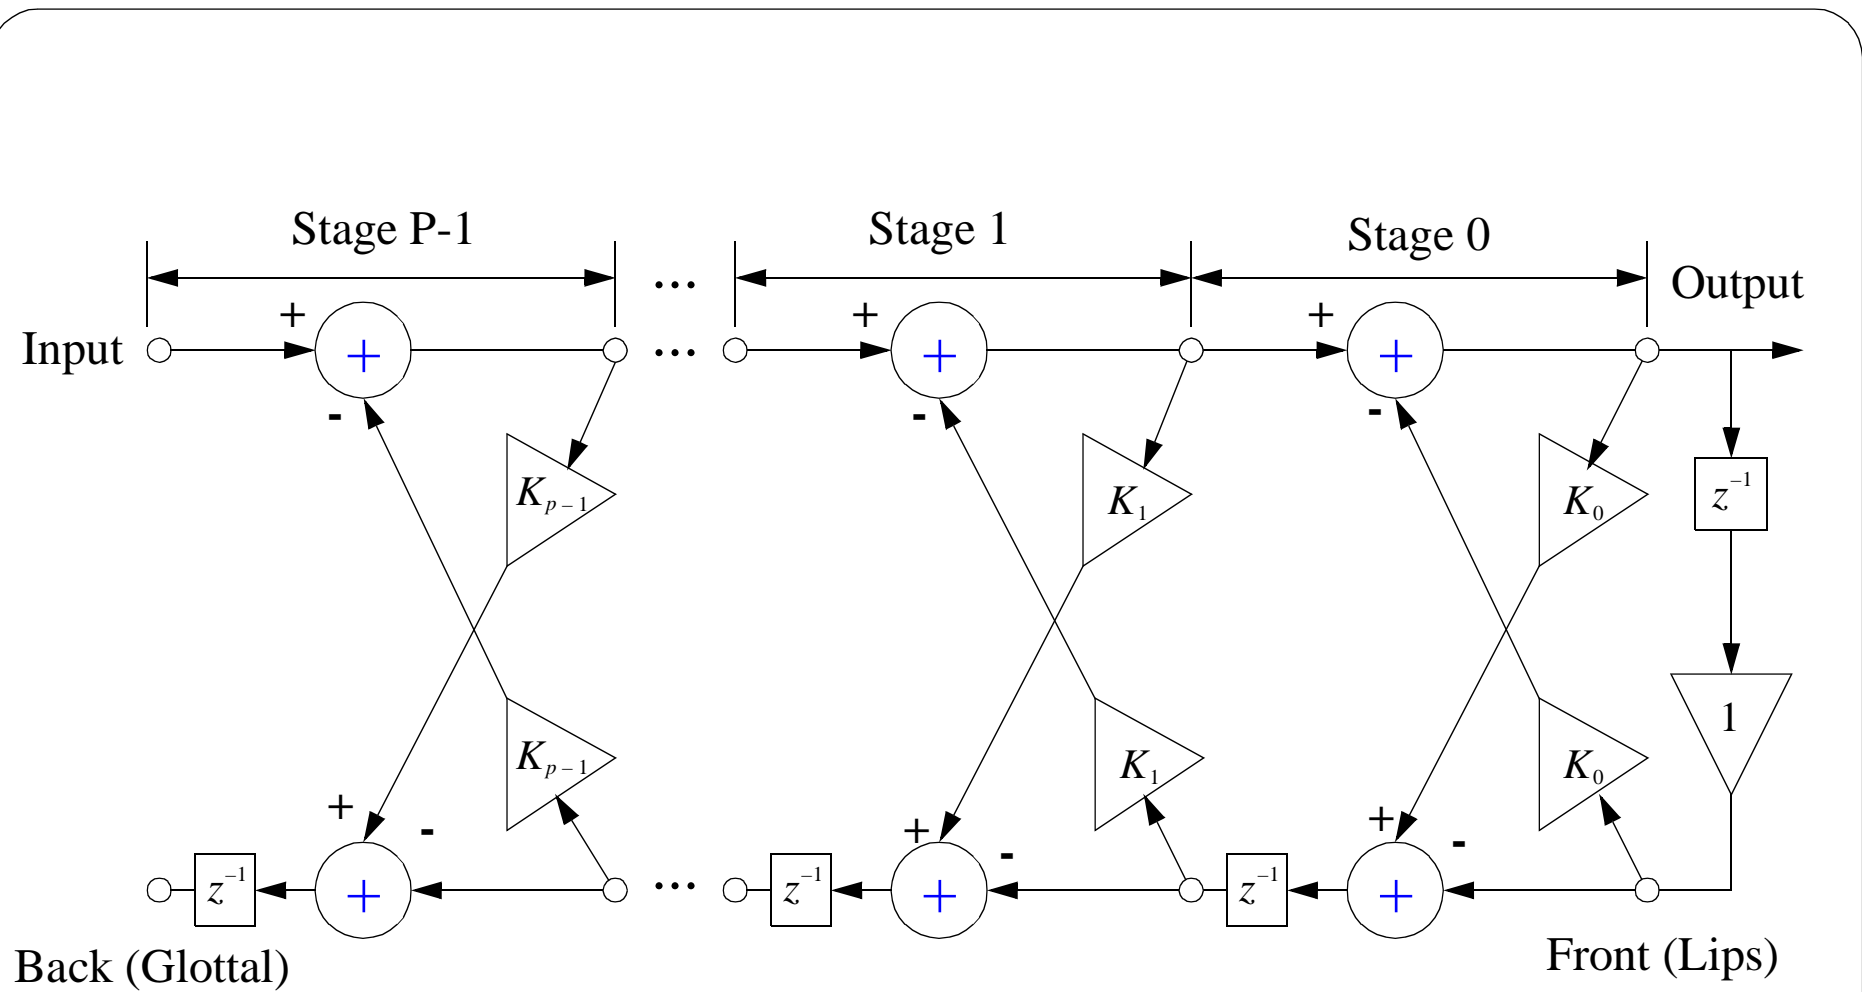 Stage P-1
Stage 1
Stage 0
...
Output
+
+
+
Input
+
...
+
+
-
-
-
K_{p-1}
K_1
K_0
z^{-1}
1
K_{p-1}
K_1
K_0
+
-
+
-
+
-
z^{-1}
+
...
z^{-1}
+
z^{-1}
+
Back (Glottal)
Front (Lips)